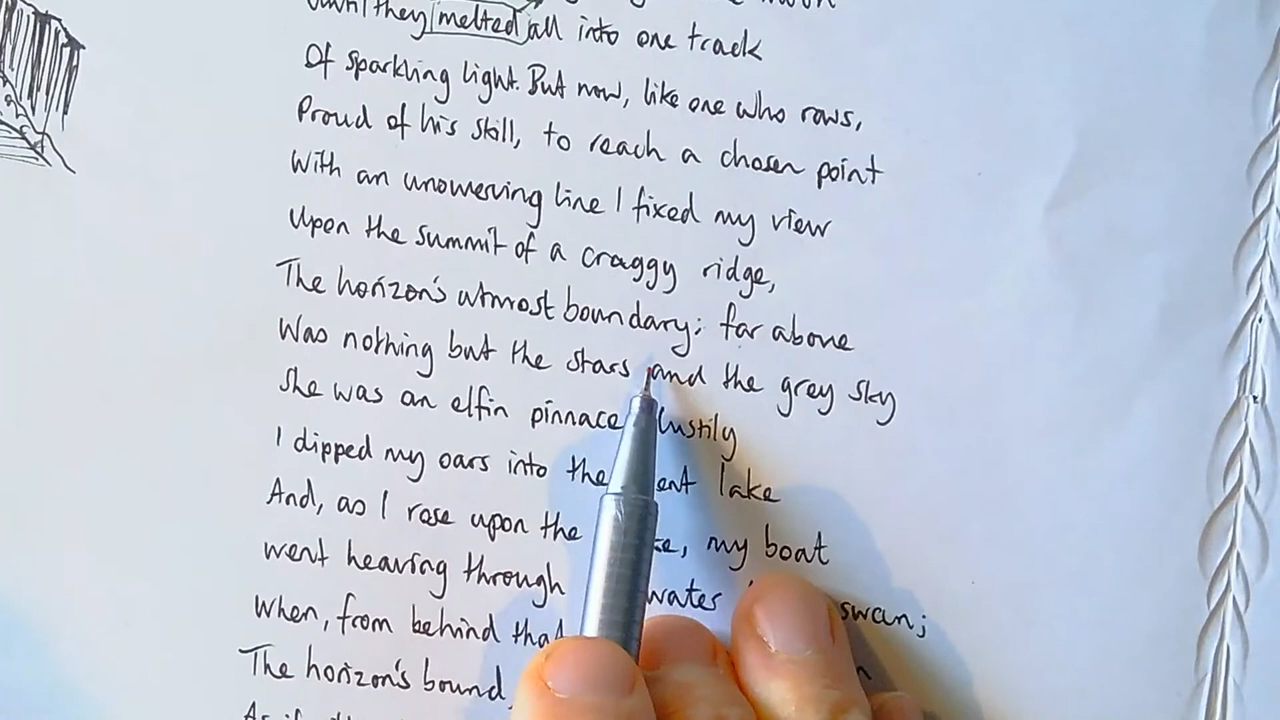 they melted all into one track
Of sparkling light. But now, like one who rows,
Proud of his skill, to reach a chosen point
With an unswerving line I fixed my view
Upon the summit of a craggy ridge,
The horizon's utmost boundary; far above
Was nothing but the stars and the grey sky
She was an elfin pinnace lustily
I dipped my oars into the ent lake
And, as I rose upon the ke, my boat
went heaving through waters swan;
when, from behind that
The horizon's bound,